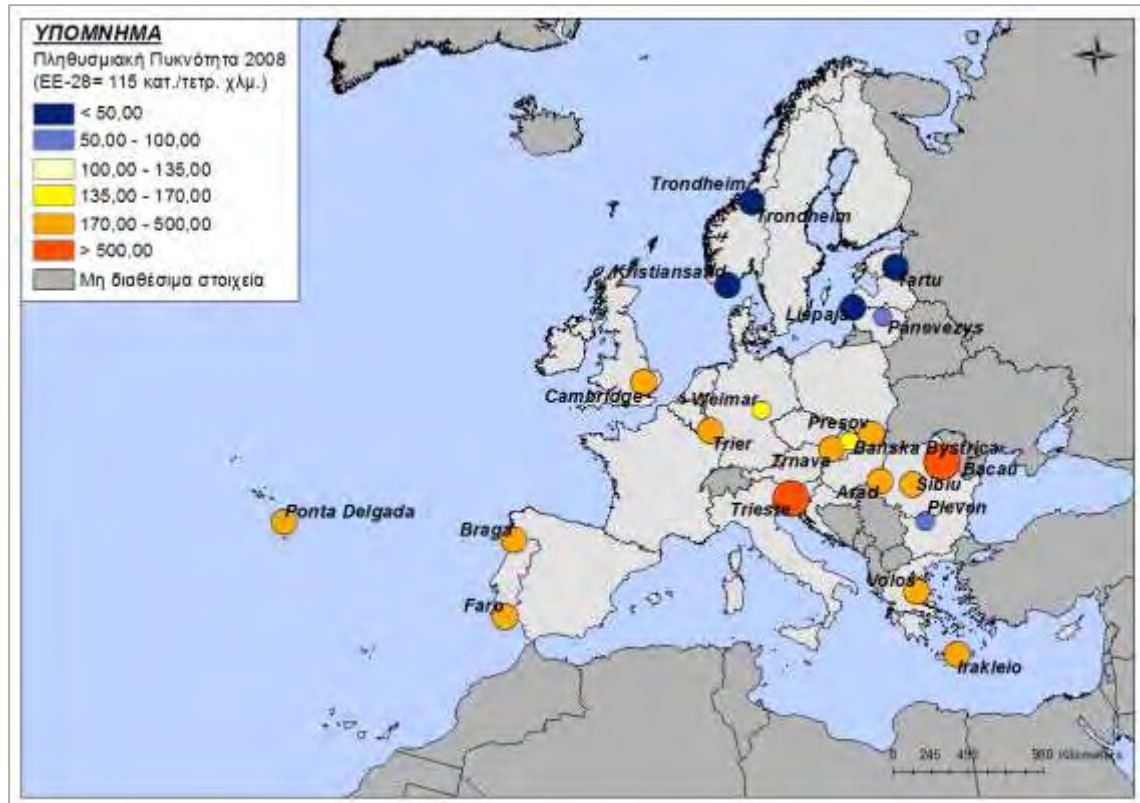 ΥΠΟΜΝΗΜΑ
Πληθυσμιακή Πυκνότητα 2008
(ΕΕ-28= 115 κατ./τετρ. χλμ.)
< 50,00
50,00 - 100,00
100,00 - 135,00
135,00 - 170,00
170,00 - 500,00
> 500,00
Μη διαθέσιμα στοιχεία
Trondheim
Trondheim
Kristiansand
Tartu
Liepaja
Panevezys
Cambridge
Weimar
Presov
Trier
Banska Bystrica
Trnava
Bacau
Arad
Sibiu
Trieste
Pleven
Ponta Delgada
Braga
Volos
Faro
Irakleio
0 245 490 980 Kilometers